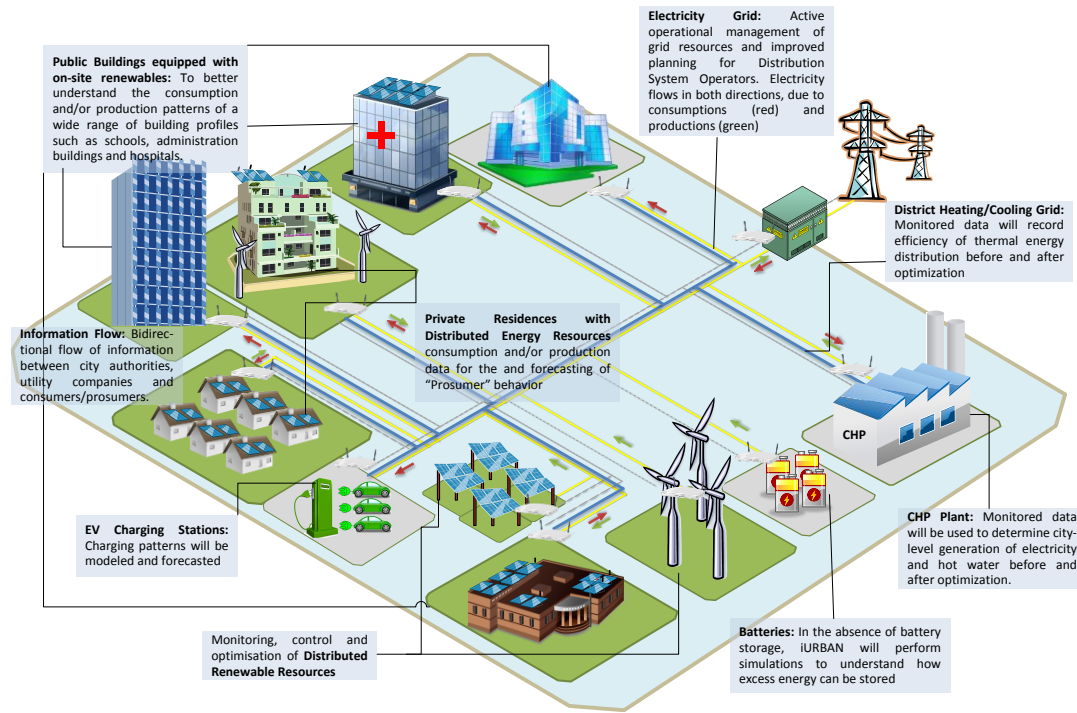 Public Buildings equipped with
on-site renewables: To better
understand the consumption
and/or production patterns of a
wide range of building profiles
such as schools, administration
buildings and hospitals.
Electricity Grid: Active
operational management of
grid resources and improved
planning for Distribution
System Operators. Electricity
flows in both directions, due to
consumptions (red) and
productions (green)
District Heating/Cooling Grid:
Monitored data will record
efficiency of thermal energy
distribution before and after
optimization
Private Residences with
Distributed Energy Resources
consumption and/or production
data for the and forecasting of
“Prosumer” behavior
Information Flow: Bidirec-
tional flow of information
between city authorities,
utility companies and
consumers/prosumers.
CHP
EV Charging Stations:
Charging patterns will be
modeled and forecasted
CHP Plant: Monitored data
will be used to determine city-
level generation of electricity
and hot water before and
after optimization.
Monitoring, control and
optimisation of Distributed
Renewable Resources
Batteries: In the absence of battery
storage, iURBAN will perform
simulations to understand how
excess energy can be stored